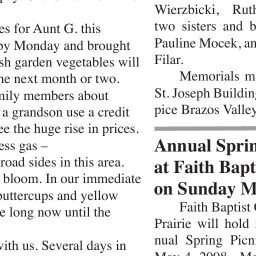 es for Aunt G. this
by Monday and brought
sh garden vegetables will
he next month or two.
mily members about
a grandson use a credit
ee the huge rise in prices.
ess gas –
road sides in this area.
bloom. In our immediate
buttercups and yellow
e long now until the
with us. Several days in
Wierzbicki, Ruth
two sisters and b
Pauline Mocek, an
Filar.
Memorials m
St. Joseph Building
pice Brazos Valley
Annual Sprin
at Faith Bapt
on Sunday M
Faith Baptist C
Prairie will hold
nual Spring Picn
May 4, 2008. Mo